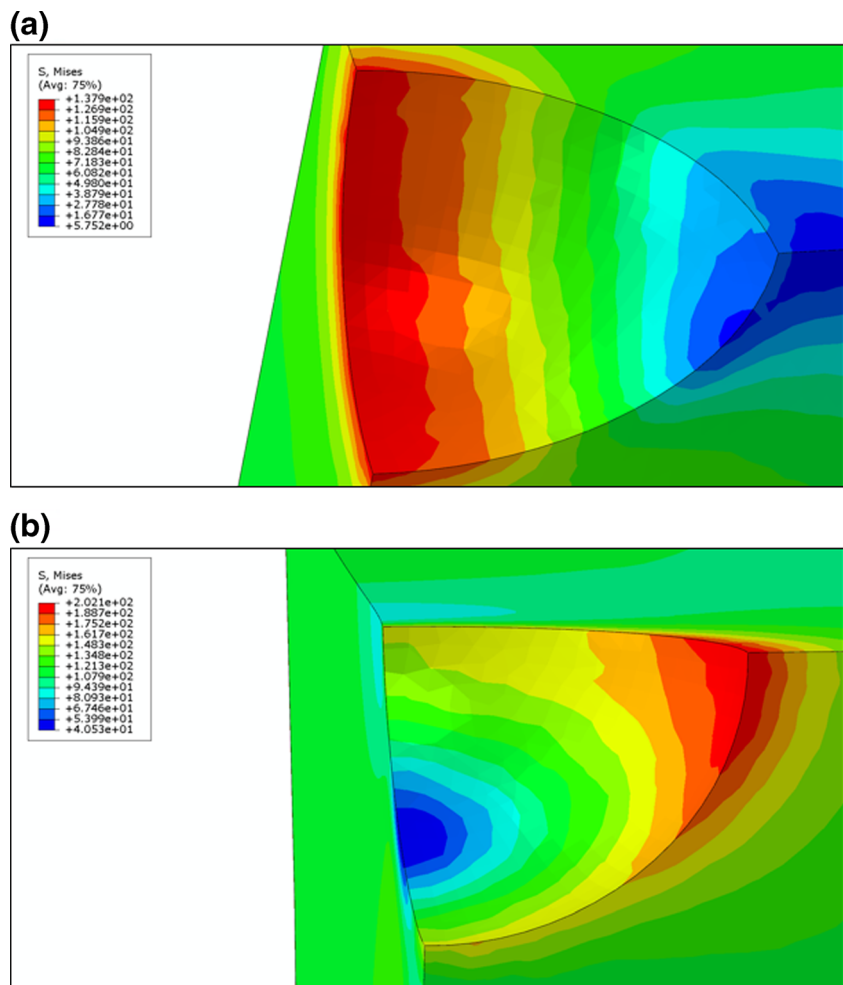 (a)
S, Mises
(Avg: 75%)
+1.379e+02
+1.269e+02
+1.159e+02
+1.049e+02
+9.386e+01
+8.284e+01
+7.183e+01
+6.082e+01
+4.980e+01
+3.879e+01
+2.778e+01
+1.677e+01
+5.752e+00
(b)
S, Mises
(Avg: 75%)
+2.021e+02
+1.887e+02
+1.752e+02
+1.617e+02
+1.483e+02
+1.348e+02
+1.213e+02
+1.079e+02
+9.439e+01
+8.093e+01
+6.746e+01
+5.399e+01
+4.053e+01